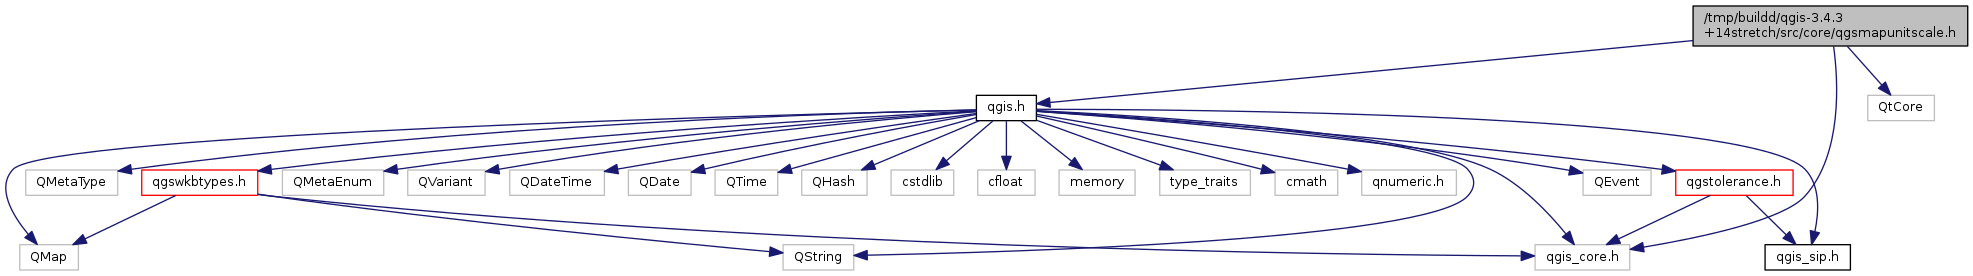 /tmp/buildd/qgis-3.4.3
+14stretch/src/core/qgsmapunitscale.h
qgis.h
QtCore
QMetaType
qgswkbtypes.h
QMetaEnum
QVariant
QDateTime
QDate
QTime
QHash
cstdlib
cfloat
memory
type_traits
cmath
qnumeric.h
QEvent
qgstolerance.h
QMap
QString
qgis_core.h
qgis_sip.h